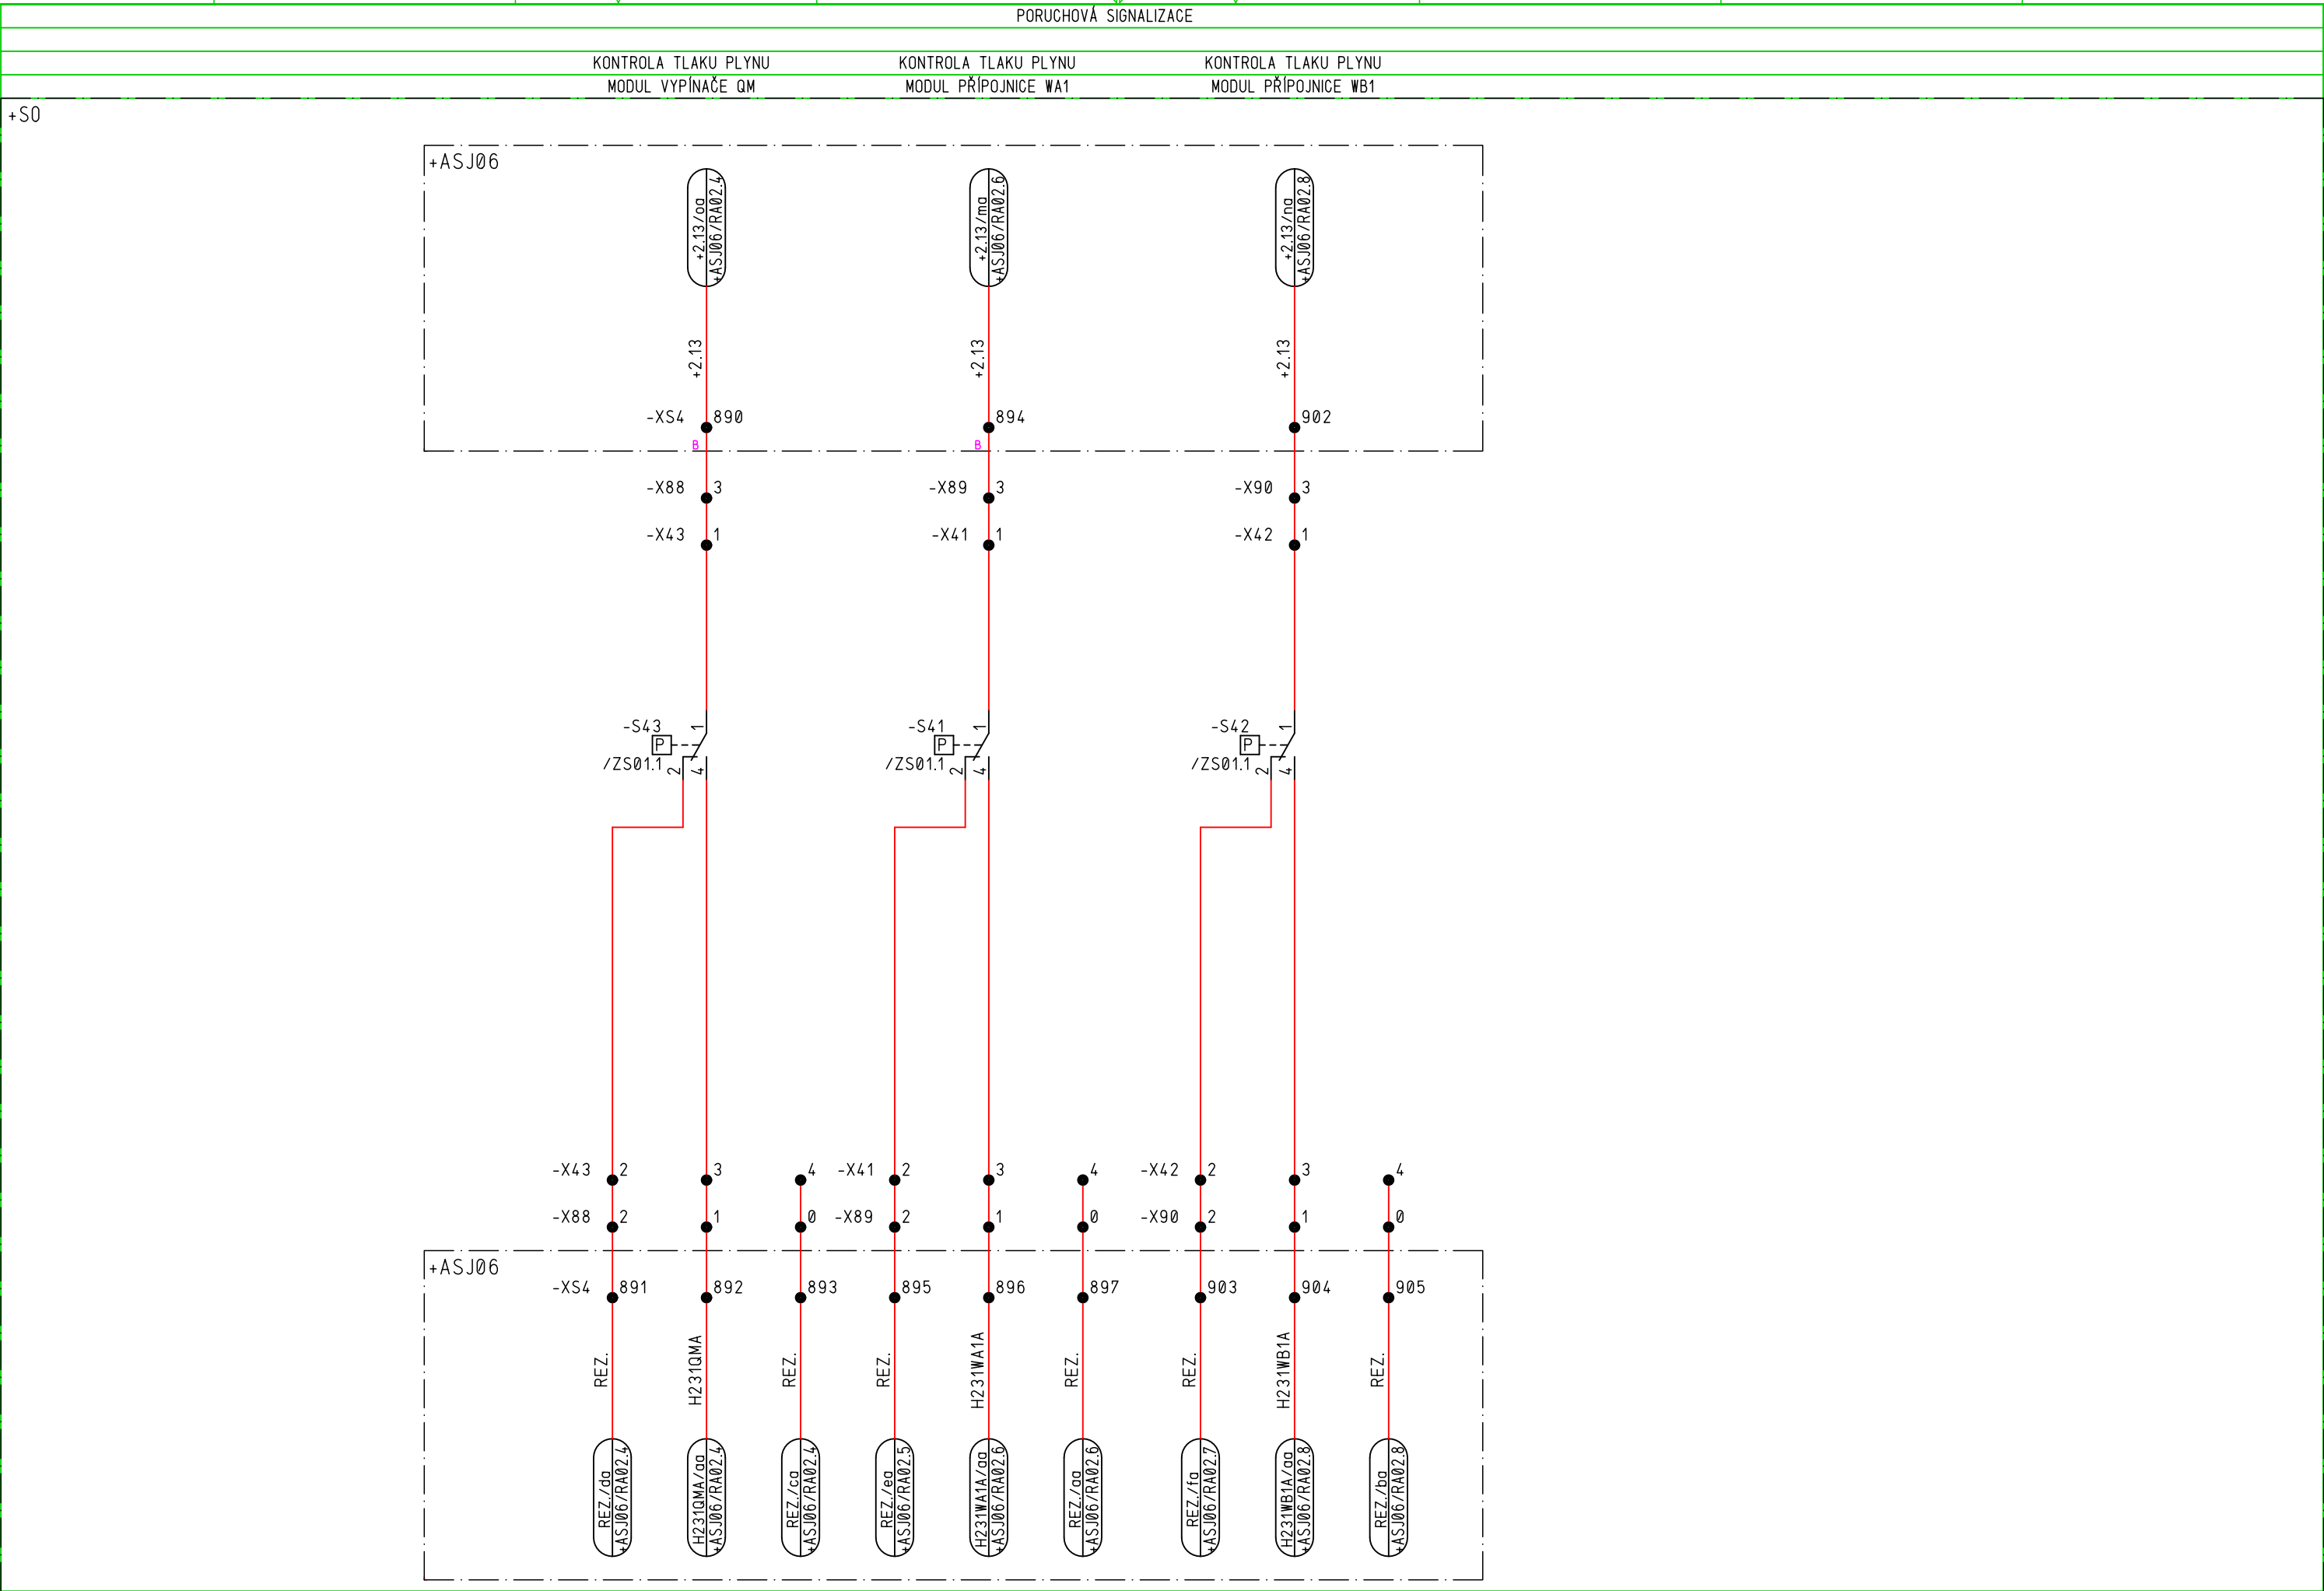 PORUCHOVÁ SIGNALIZACE
KONTROLA TLAKU PLYNU KONTROLA TLAKU PLYNU KONTROLA TLAKU PLYNU
MODUL VYPÍNAČE QM MODUL PŘÍPOJNICE WA1 MODUL PŘÍPOJNICE WB1
+S0
+ASJ06
+2.13/oa +2.13/ma +2.13/na
+ASJ06/RA02.4 +ASJ06/RA02.6 +ASJ06/RA02.8
+2.13 +2.13 +2.13
-XS4 890 894 902
B B
-X88 3 -X89 3 -X90 3
-X43 1 -X41 1 -X42 1
-S43 1 -S41 1 -S42 1
P P P
/ZS01.1 2 4 /ZS01.1 2 4 /ZS01.1 2 4
-X43 2 3 4 -X41 2 3 4 -X42 2 3 4
-X88 2 1 0 -X89 2 1 0 -X90 2 1 0
+ASJ06
-XS4 891 892 893 895 896 897 903 904 905
REZ. H231QMA REZ. REZ. H231WA1A REZ. REZ. H231WB1A REZ.
REZ./da H231QMA/aa REZ./ca REZ./ea H231WA1A/aa REZ./aa REZ./fa H231WB1A/aa REZ./ba
+ASJ06/RA02.4 +ASJ06/RA02.4 +ASJ06/RA02.4 +ASJ06/RA02.5 +ASJ06/RA02.6 +ASJ06/RA02.6 +ASJ06/RA02.7 +ASJ06/RA02.8 +ASJ06/RA02.8